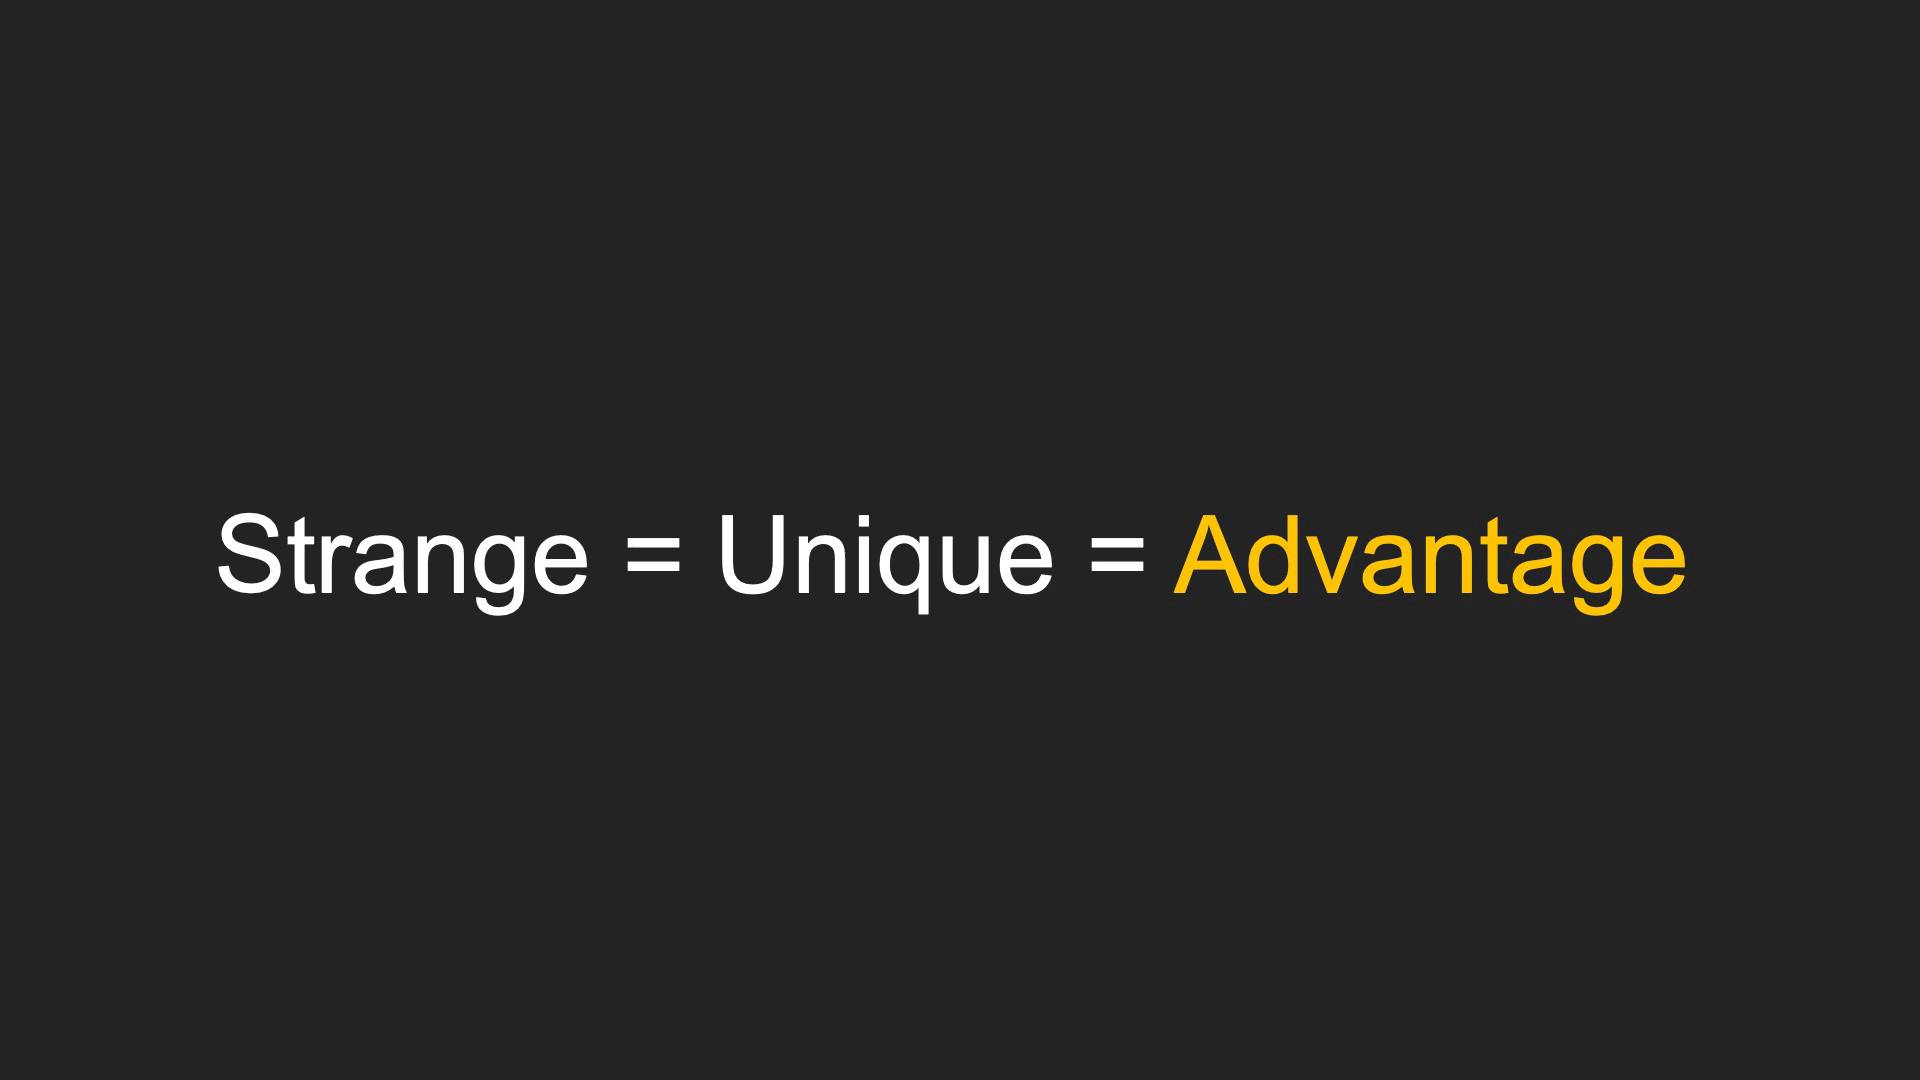 Strange = Unique = Advantage